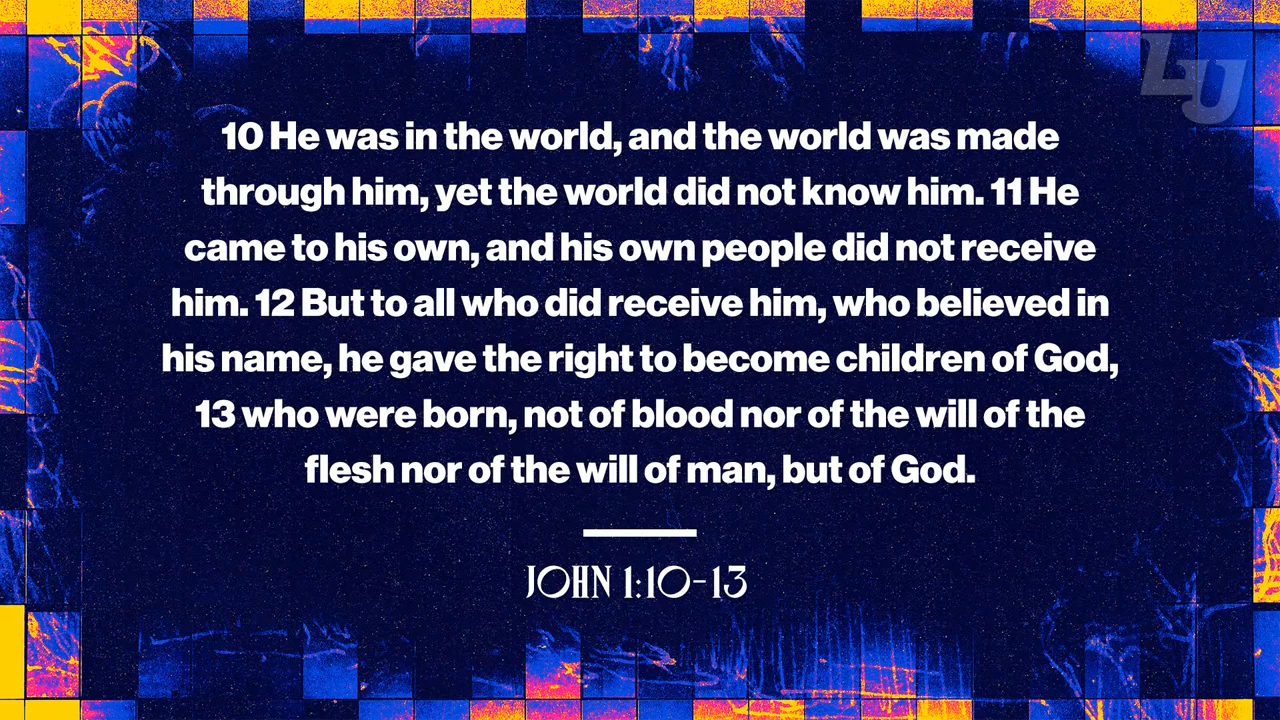 LU
10 He was in the world, and the world was made
through him, yet the world did not know him. 11 He
came to his own, and his own people did not receive
him. 12 But to all who did receive him, who believed in
his name, he gave the right to become children of God,
13 who were born, not of blood nor of the will of the
flesh nor of the will of man, but of God.
JOHN 1:10-13